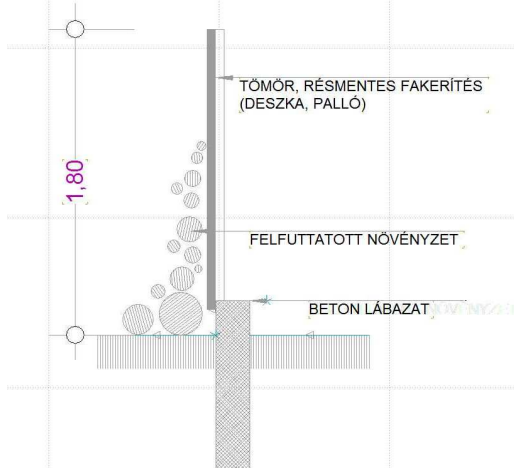 TÖMÖR, RÉSMENTES FAKERÍTÉS
(DESZKA, PALLÓ)
1,80
FELFUTTATOTT NÖVÉNYZET
BETON LÁBAZAT